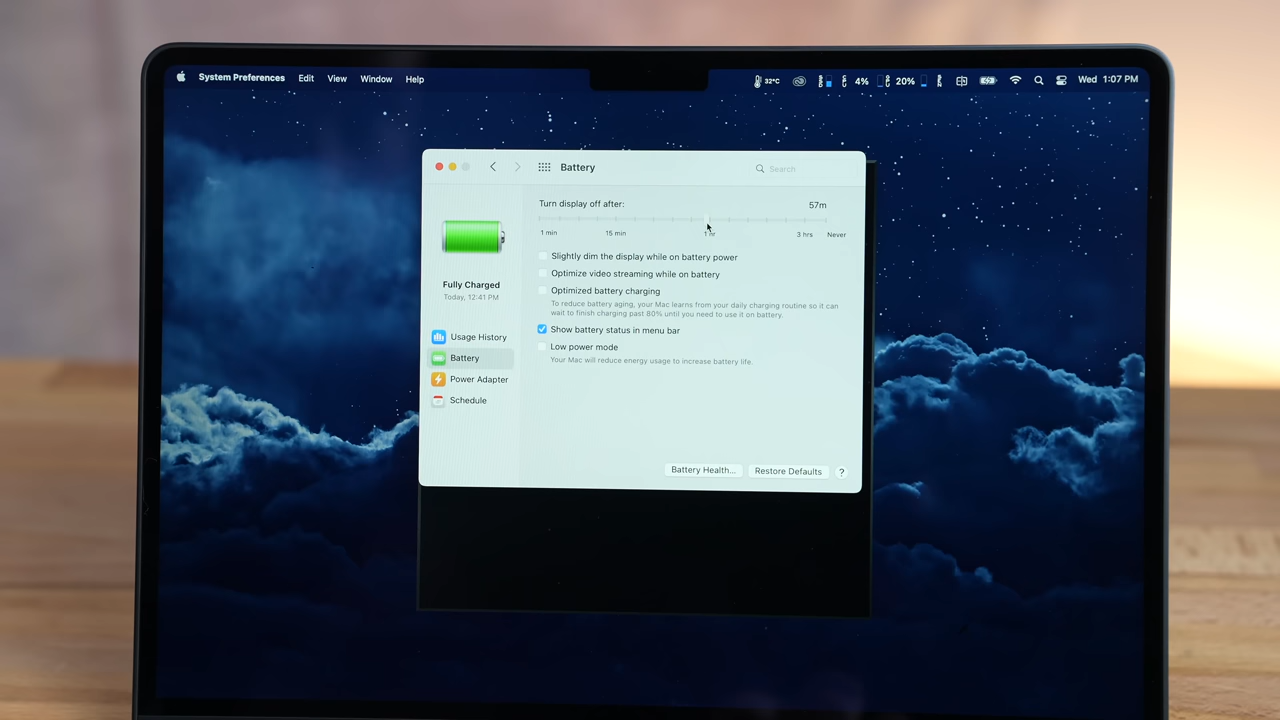 System Preferences Edit View Window Help 32°C 4% 20% Wed 1:07 PM
Battery Search
Turn display off after: 57m
1 min 15 min 1 hr 3 hrs Never
Slightly dim the display while on battery power
Optimize video streaming while on battery
Optimized battery charging
To reduce battery aging, your Mac learns from your daily charging routine so it can
wait to finish charging past 80% until you need to use it on battery.
Show battery status in menu bar
Low power mode
Your Mac will reduce energy usage to increase battery life.
Fully Charged
Today, 12:41 PM
Usage History
Battery
Power Adapter
Schedule
Battery Health... Restore Defaults ?